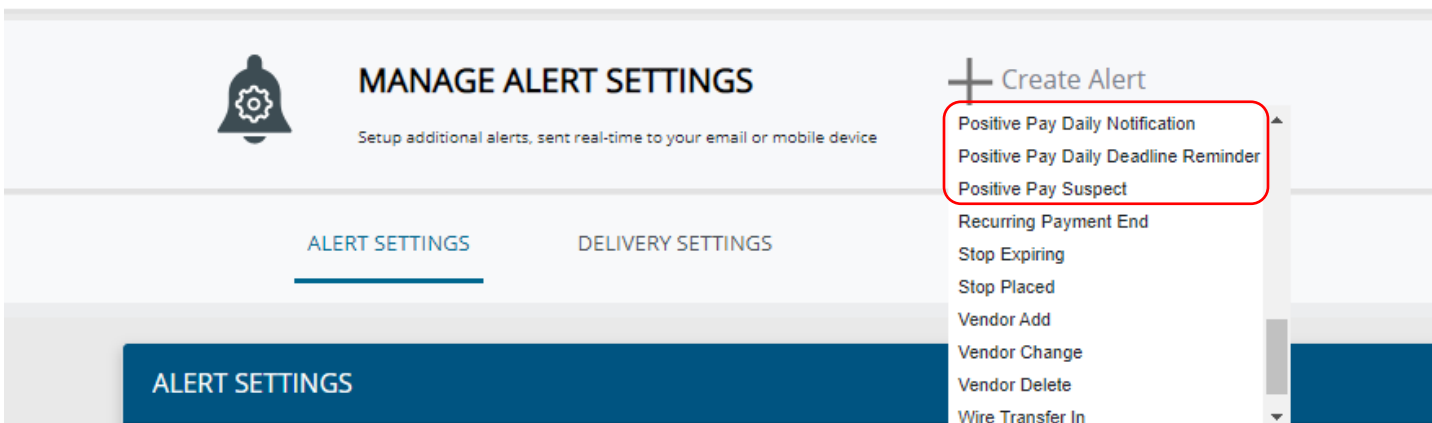 MANAGE ALERT SETTINGS
Setup additional alerts, sent real-time to your email or mobile device
Create Alert
Positive Pay Daily Notification
Positive Pay Daily Deadline Reminder
Positive Pay Suspect
Recurring Payment End
Stop Expiring
Stop Placed
Vendor Add
Vendor Change
Vendor Delete
Wire Transfer In
ALERT SETTINGS
DELIVERY SETTINGS
ALERT SETTINGS